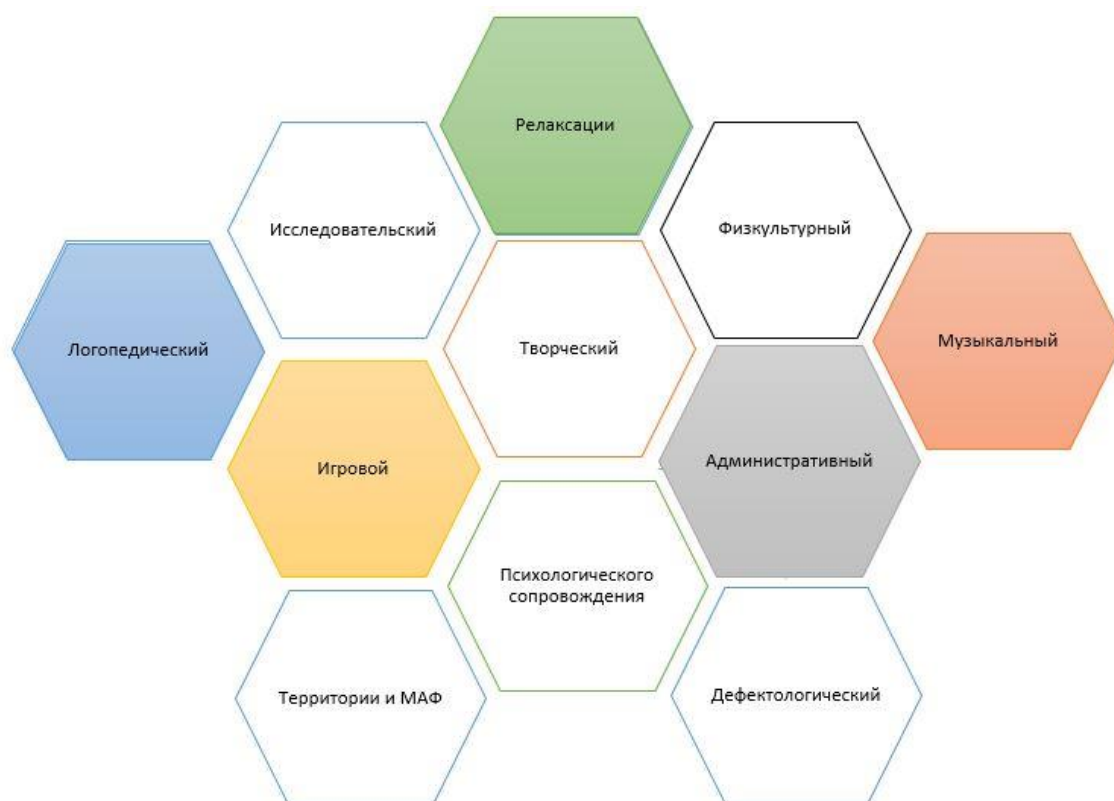 Релаксации
Исследовательский
Физкультурный
Логопедический
Творческий
Музыкальный
Игровой
Административный
Психологического
сопровождения
Территории и МАФ
Дефектологический